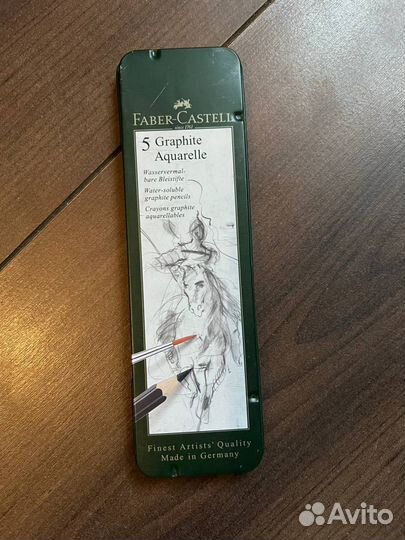 FABER-CASTELL
since 1761
5 Graphite
Aquarelle
Wasservermal-
bare Bleistifte
Water-soluble
graphite pencils
Crayons graphite
aquarellables
Finest Artists' Quality
Made in Germany
Avito